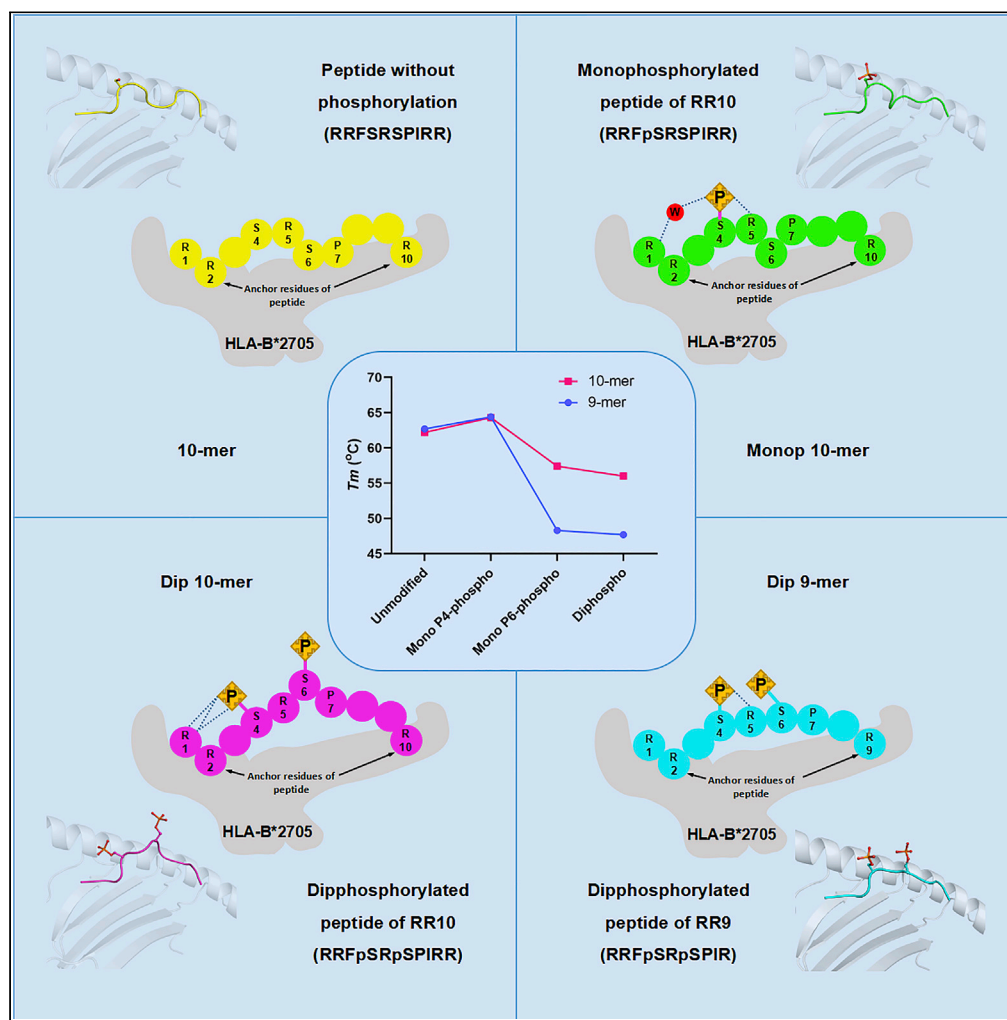 Peptide without
phosphorylation
(RRFSRSPIRR)
R
1
R
2
S
4
R
5
S
6
P
7
R
10
Anchor residues of
peptide
HLA-B*2705
10-mer
Monophosphorylated
peptide of RR10
(RRFpSRSPIRR)
P
W
R
1
R
2
S
4
R
5
S
6
P
7
R
10
Anchor residues of
peptide
HLA-B*2705
Monop 10-mer
10-mer
9-mer
Tm (°C)
70
65
60
55
50
45
Unmodified
Mono P4-phospho
Mono P6-phospho
Diphospho
Dip 10-mer
P
P
R
1
R
2
S
4
R
5
S
6
P
7
R
10
Anchor residues of
peptide
HLA-B*2705
Dipphosphorylated
peptide of RR10
(RRFpSRpSPIRR)
Dip 9-mer
P
P
R
1
R
2
S
4
R
5
S
6
P
7
R
9
Anchor residues of
peptide
HLA-B*2705
Dipphosphorylated
peptide of RR9
(RRFpSRpSPIR)